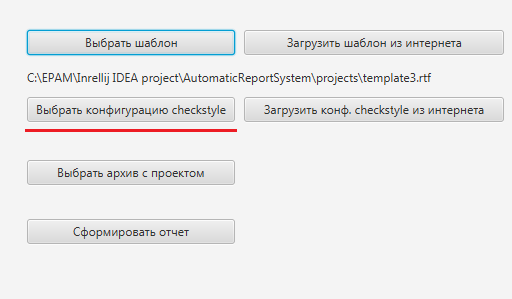 Выбрать шаблон Загрузить шаблон из интернета
C:\EPAM\Inrellij IDEA project\AutomaticReportSystem\projects\template3.rtf
Выбрать конфигурацию checkstyle Загрузить конф. checkstyle из интернета
Выбрать архив с проектом
Сформировать отчет